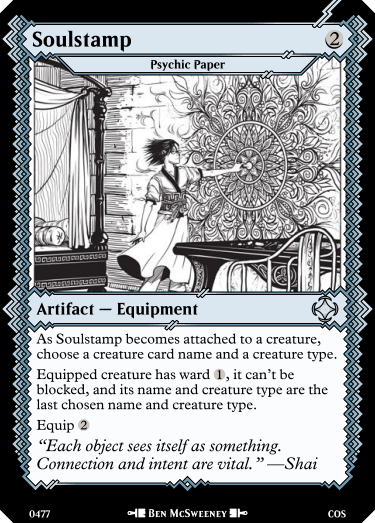 Soulstamp 2
Psychic Paper
Artifact — Equipment
As Soulstamp becomes attached to a creature,
choose a creature card name and a creature type.
Equipped creature has ward 1, it can't be
blocked, and its name and creature type are the
last chosen name and creature type.
Equip 2
“Each object sees itself as something.
Connection and intent are vital.” —Shai
0477 Ben McSweeney COS